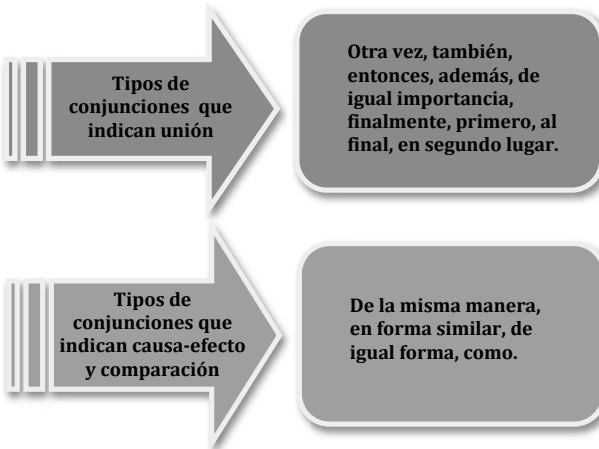 Tipos de
conjunciones que
indican unión
Otra vez, también,
entonces, además, de
igual importancia,
finalmente, primero, al
final, en segundo lugar.
Tipos de
conjunciones que
indican causa-efecto
y comparación
De la misma manera,
en forma similar, de
igual forma, como.